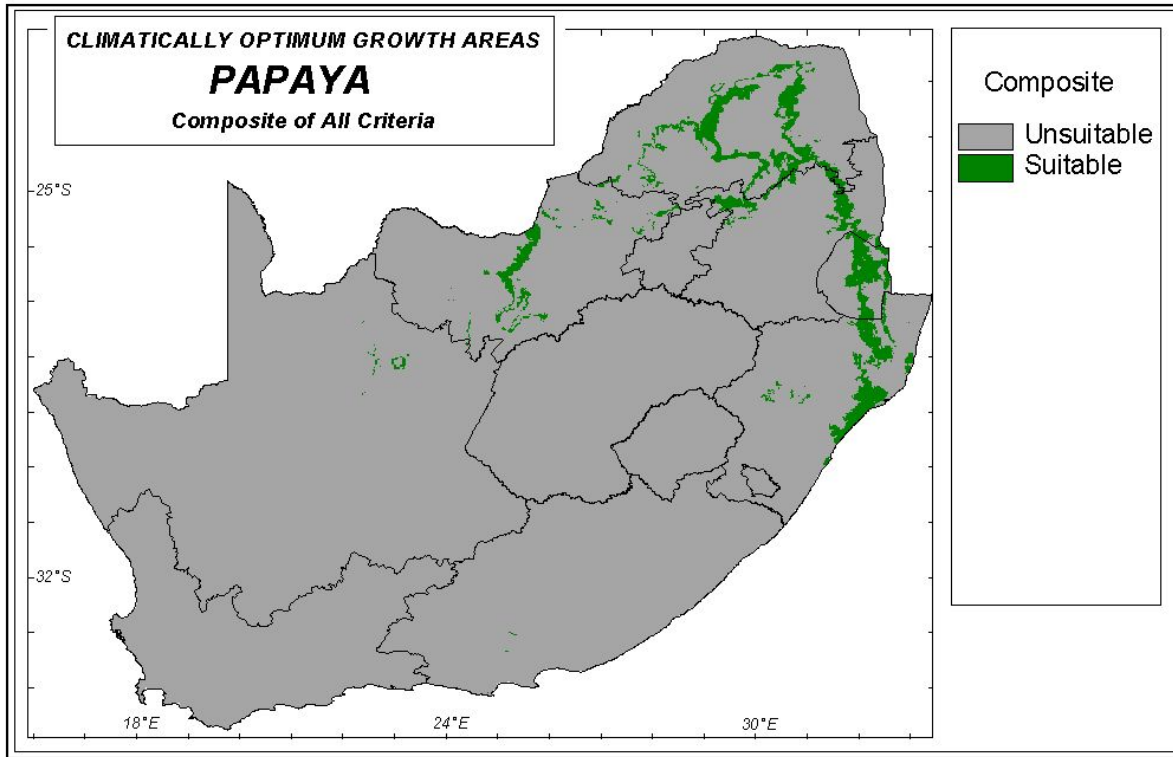 CLIMATICALLY OPTIMUM GROWTH AREAS
PAPAYA
Composite of All Criteria
Composite
Unsuitable
Suitable
25°S
32°S
18°E
24°E
30°E